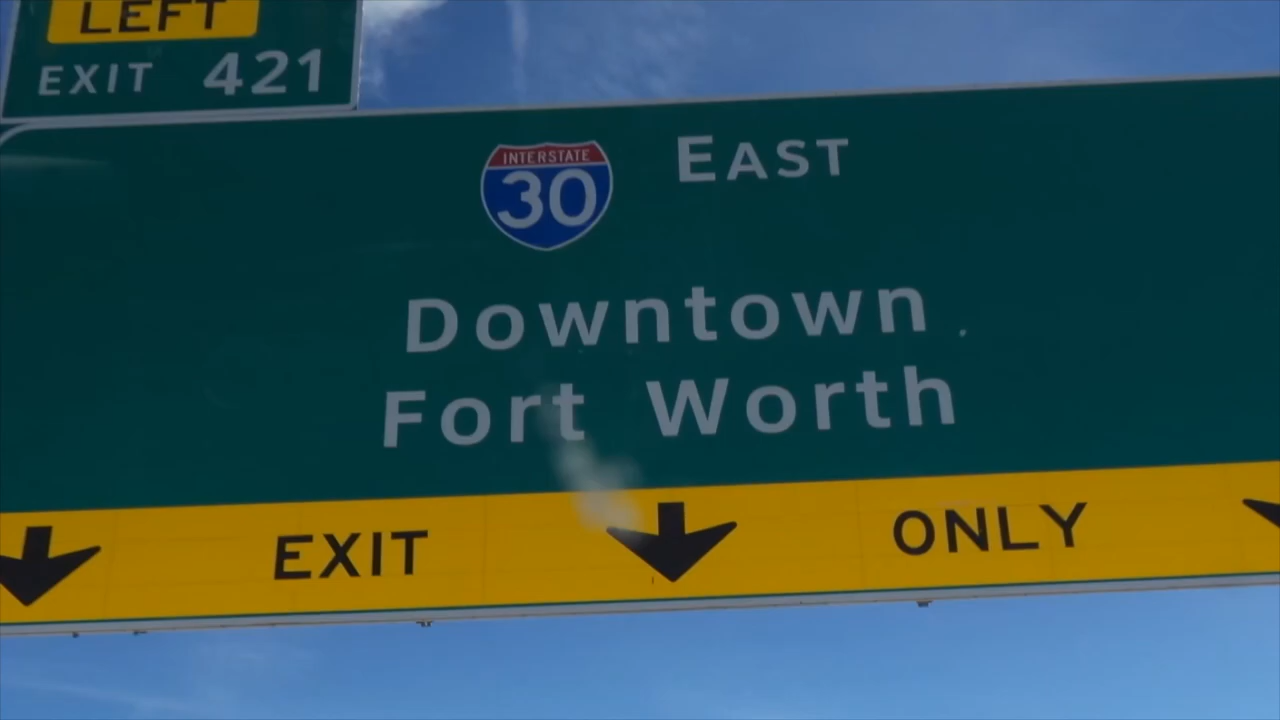 LEFT
EXIT 421
INTERSTATE
30
EAST
Downtown
Fort Worth
EXIT ONLY